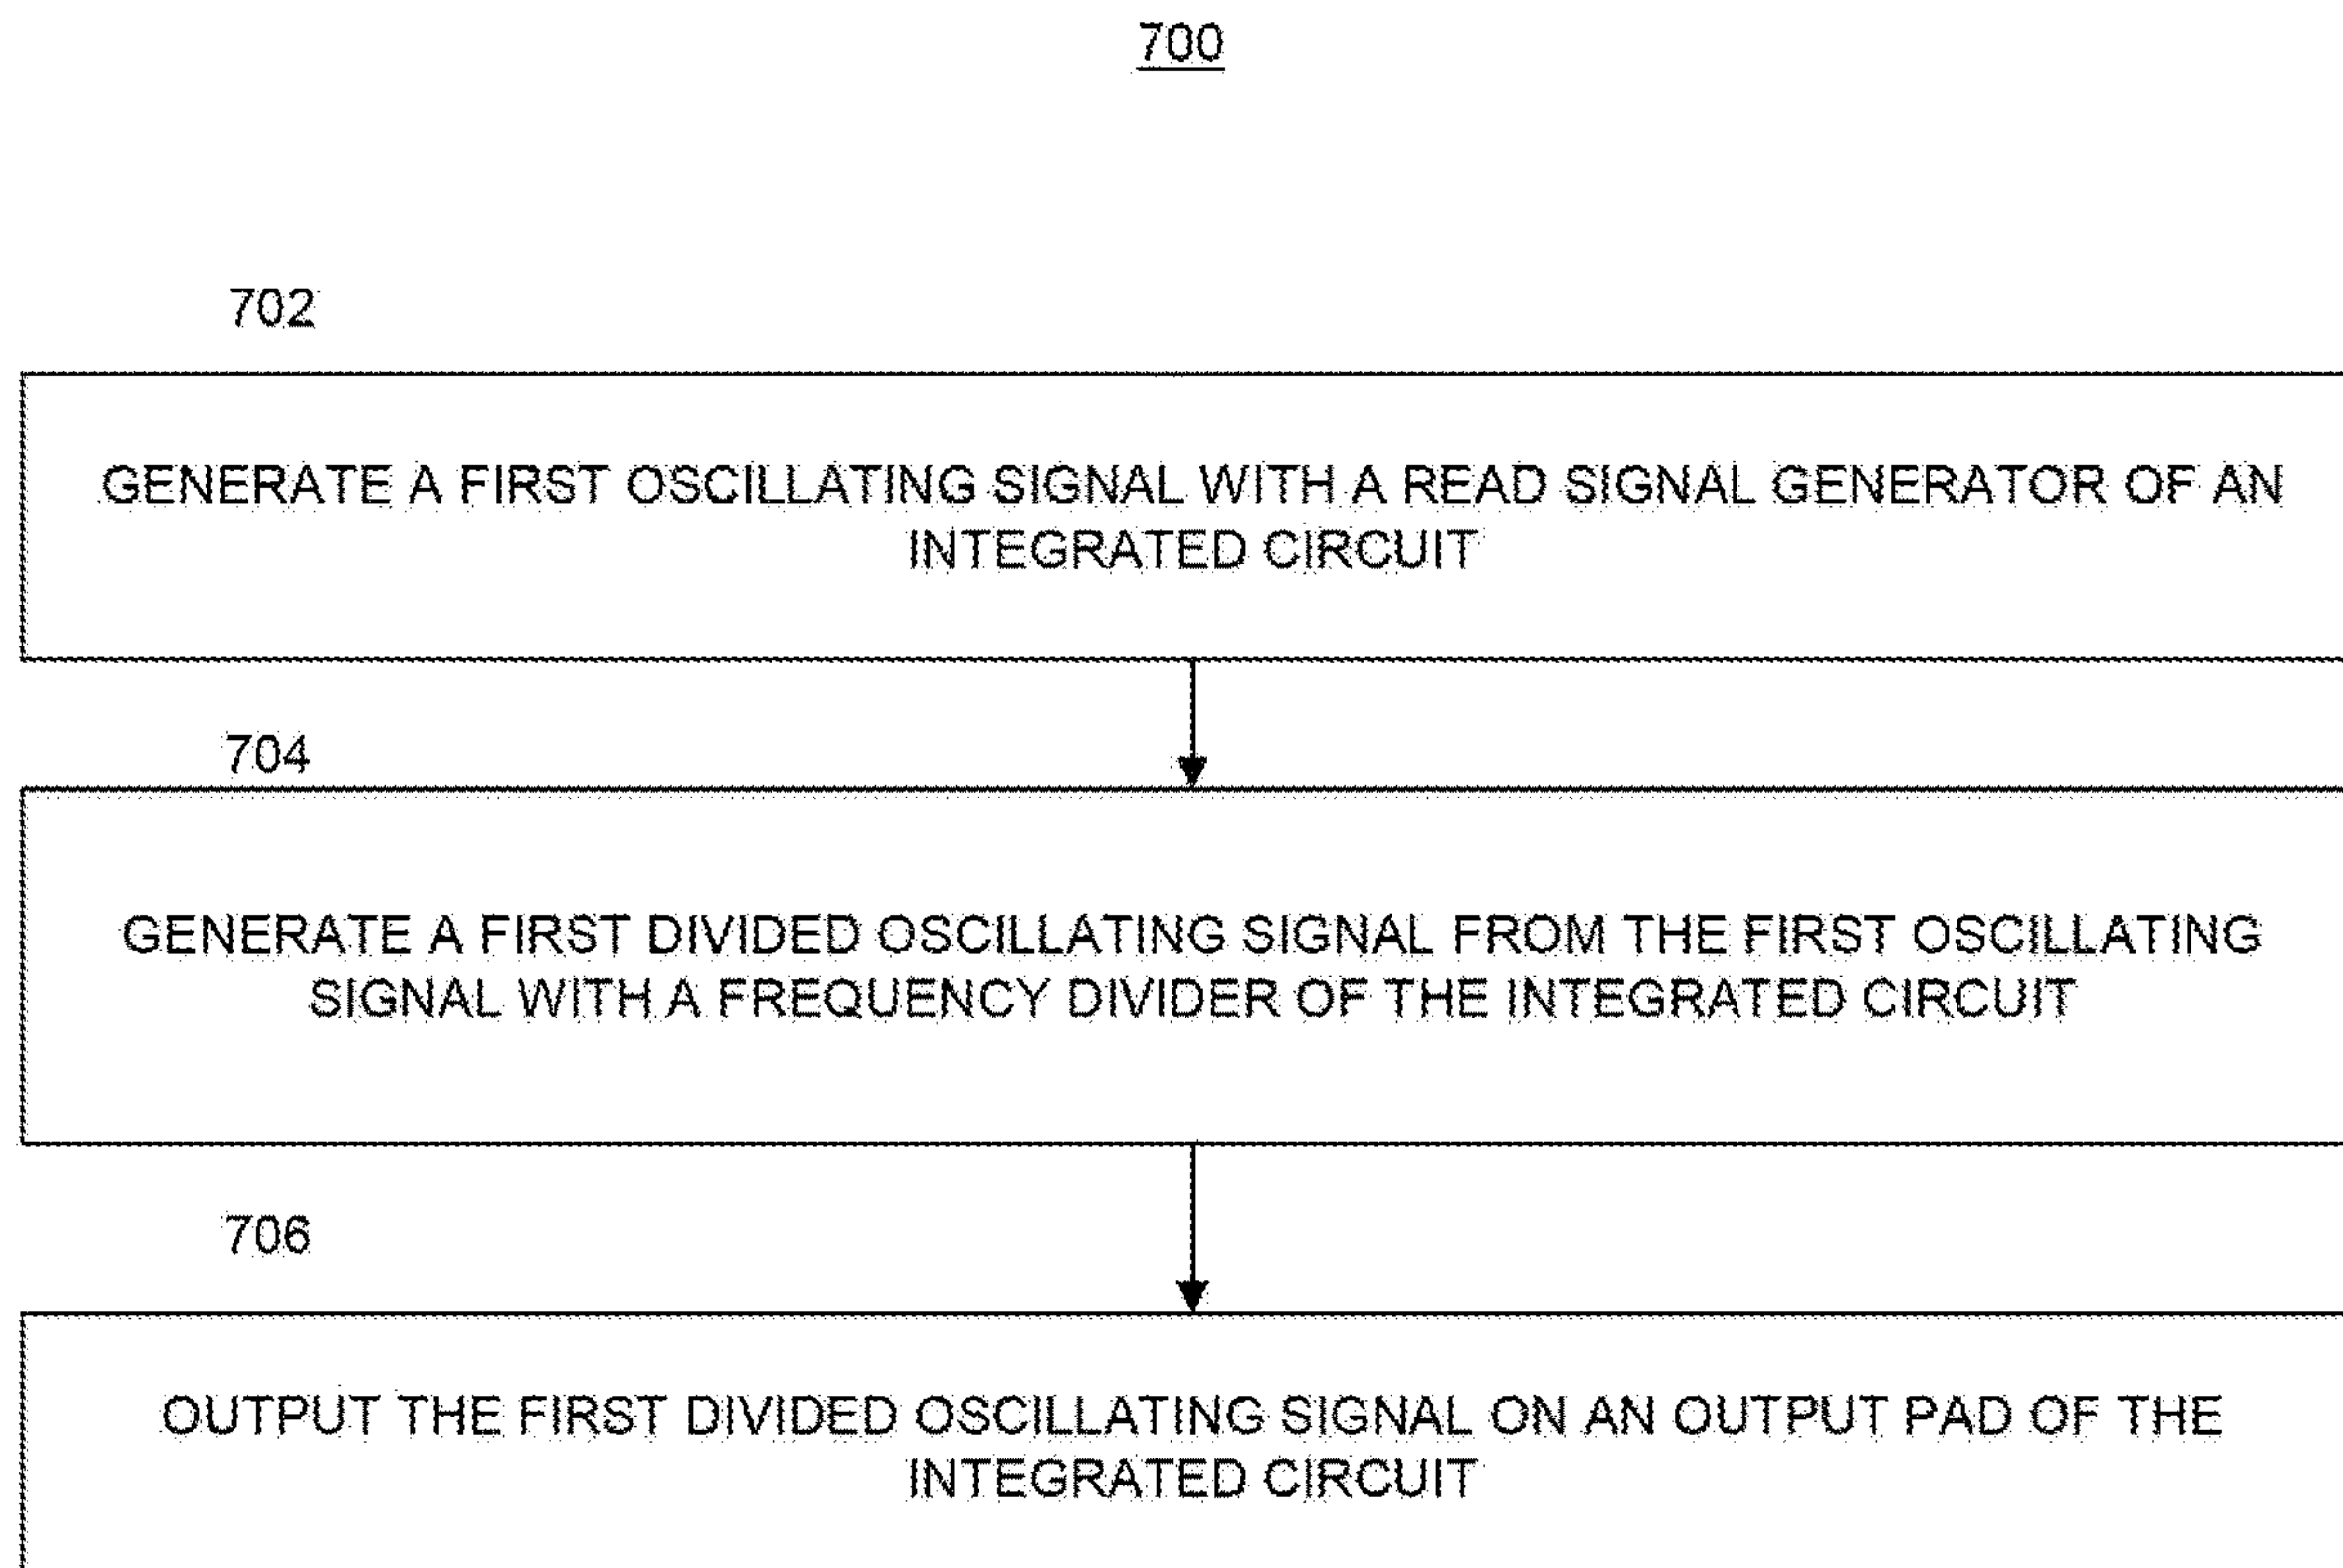 700
702
GENERATE A FIRST OSCILLATING SIGNAL WITH A READ SIGNAL GENERATOR OF AN
INTEGRATED CIRCUIT
704
GENERATE A FIRST DIVIDED OSCILLATING SIGNAL FROM THE FIRST OSCILLATING
SIGNAL WITH A FREQUENCY DIVIDER OF THE INTEGRATED CIRCUIT
706
OUTPUT THE FIRST DIVIDED OSCILLATING SIGNAL ON AN OUTPUT PAD OF THE
INTEGRATED CIRCUIT